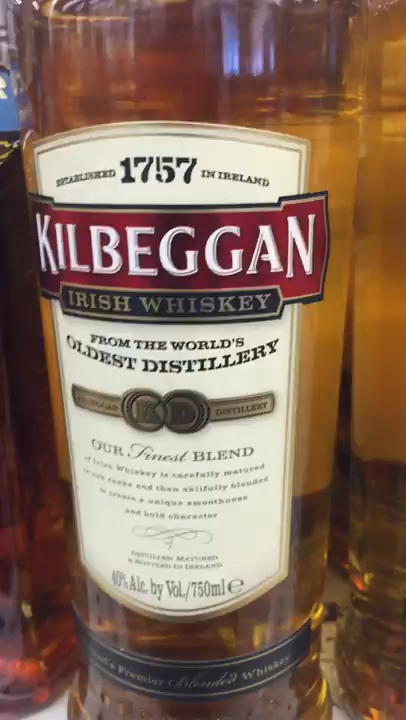 ESTABLISHED 1757 IN IRELAND
KILBEGGAN
IRISH WHISKEY
FROM THE WORLD'S
OLDEST DISTILLERY
KILBEGGAN KD DISTILLERY
OUR Finest BLEND
of Irish Whiskey is carefully matured
in oak casks and then skilfully blended
to create a unique smoothness
and bold character
DISTILLED MATURED
& BOTTLED IN IRELAND
40% Alc. by Vol./750ml e
Premier Blended Whiskey
R